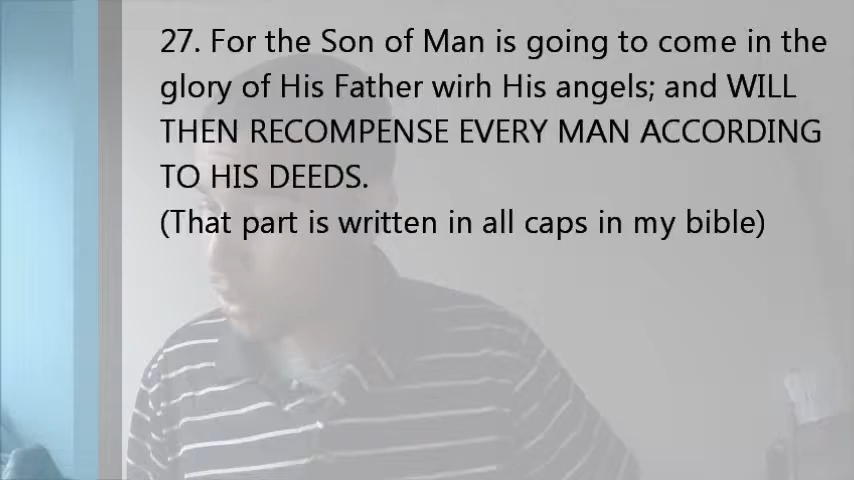 27. For the Son of Man is going to come in the
glory of His Father wirh His angels; and WILL
THEN RECOMPENSE EVERY MAN ACCORDING
TO HIS DEEDS.
(That part is written in all caps in my bible)